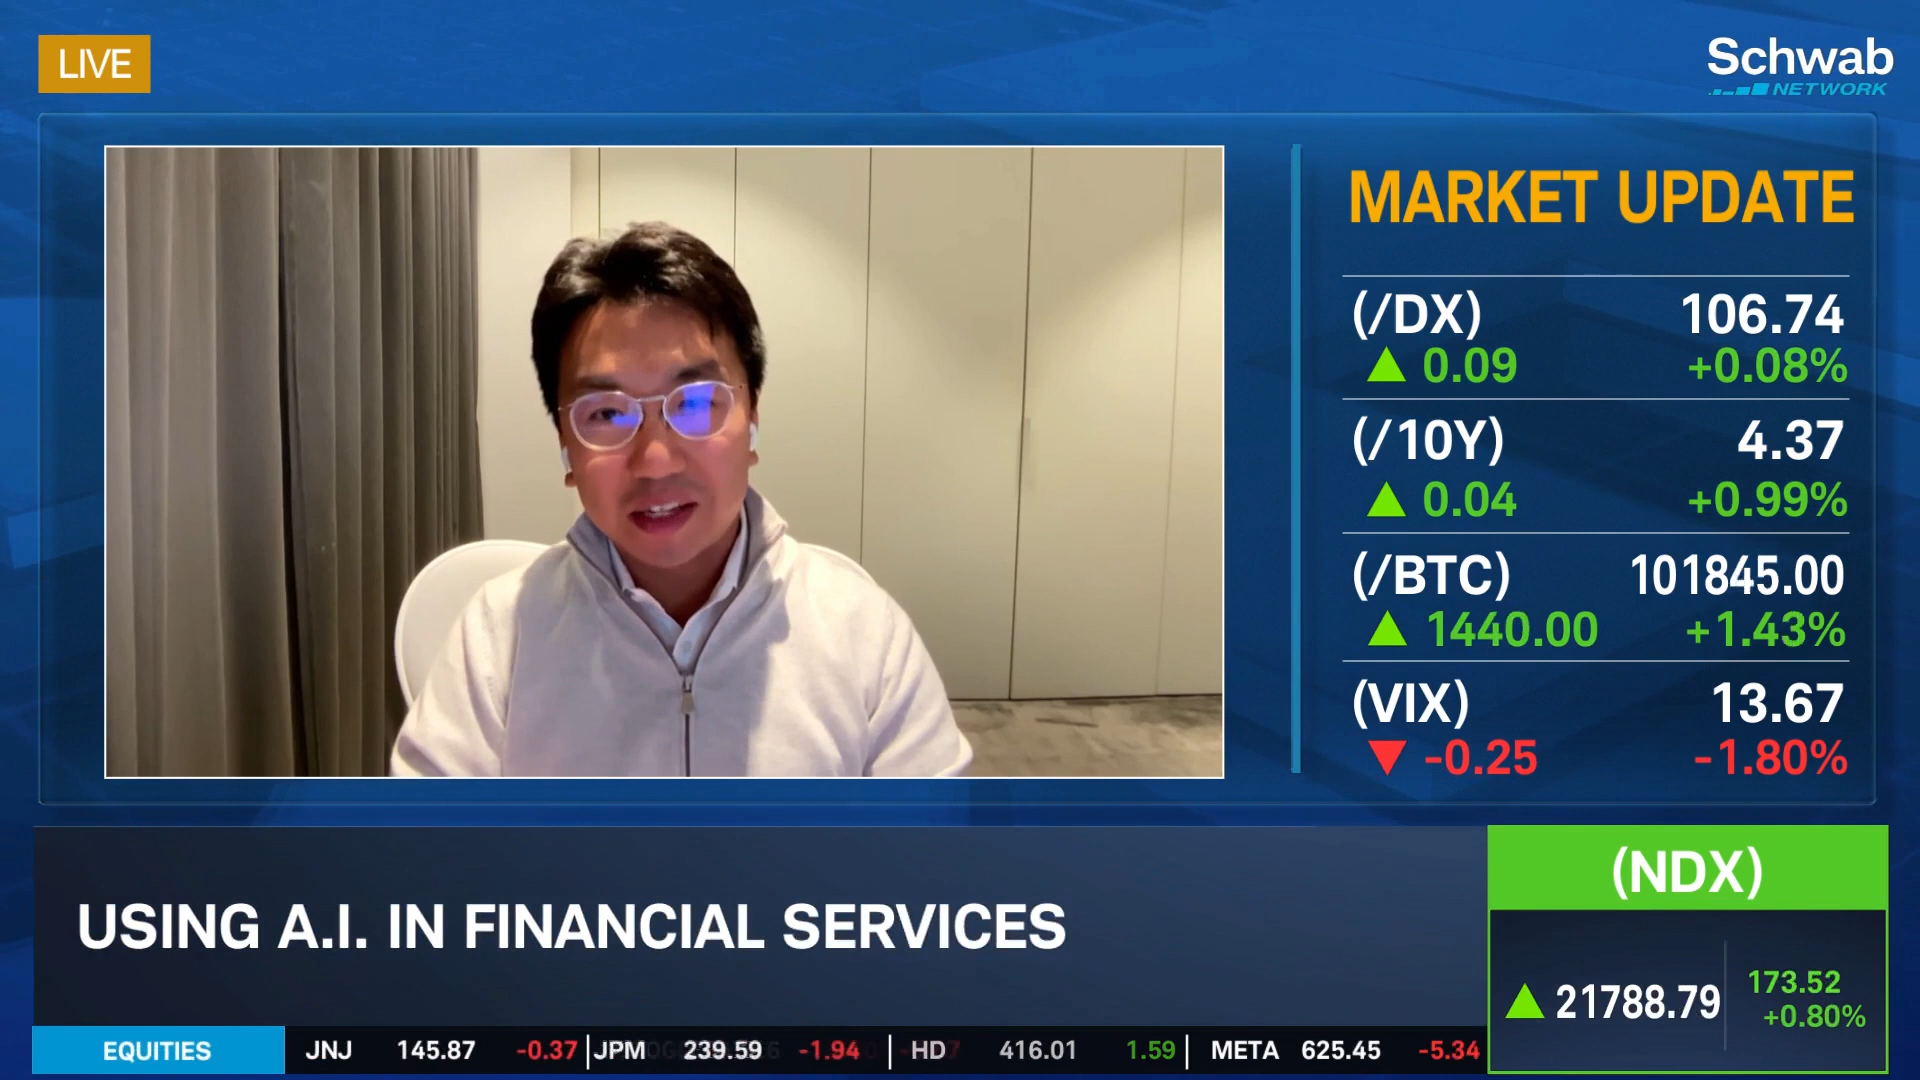 LIVE
Schwab
NETWORK
MARKET UPDATE
(/DX) 106.74
▲ 0.09 +0.08%
(/10Y) 4.37
▲ 0.04 +0.99%
(/BTC) 101845.00
▲ 1440.00 +1.43%
(VIX) 13.67
▼ -0.25 -1.80%
USING A.I. IN FINANCIAL SERVICES
(NDX)
▲ 21788.79 173.52
+0.80%
EQUITIES JNJ 145.87 -0.37 JPM 239.59 -1.94 HD 416.01 1.59 META 625.45 -5.34